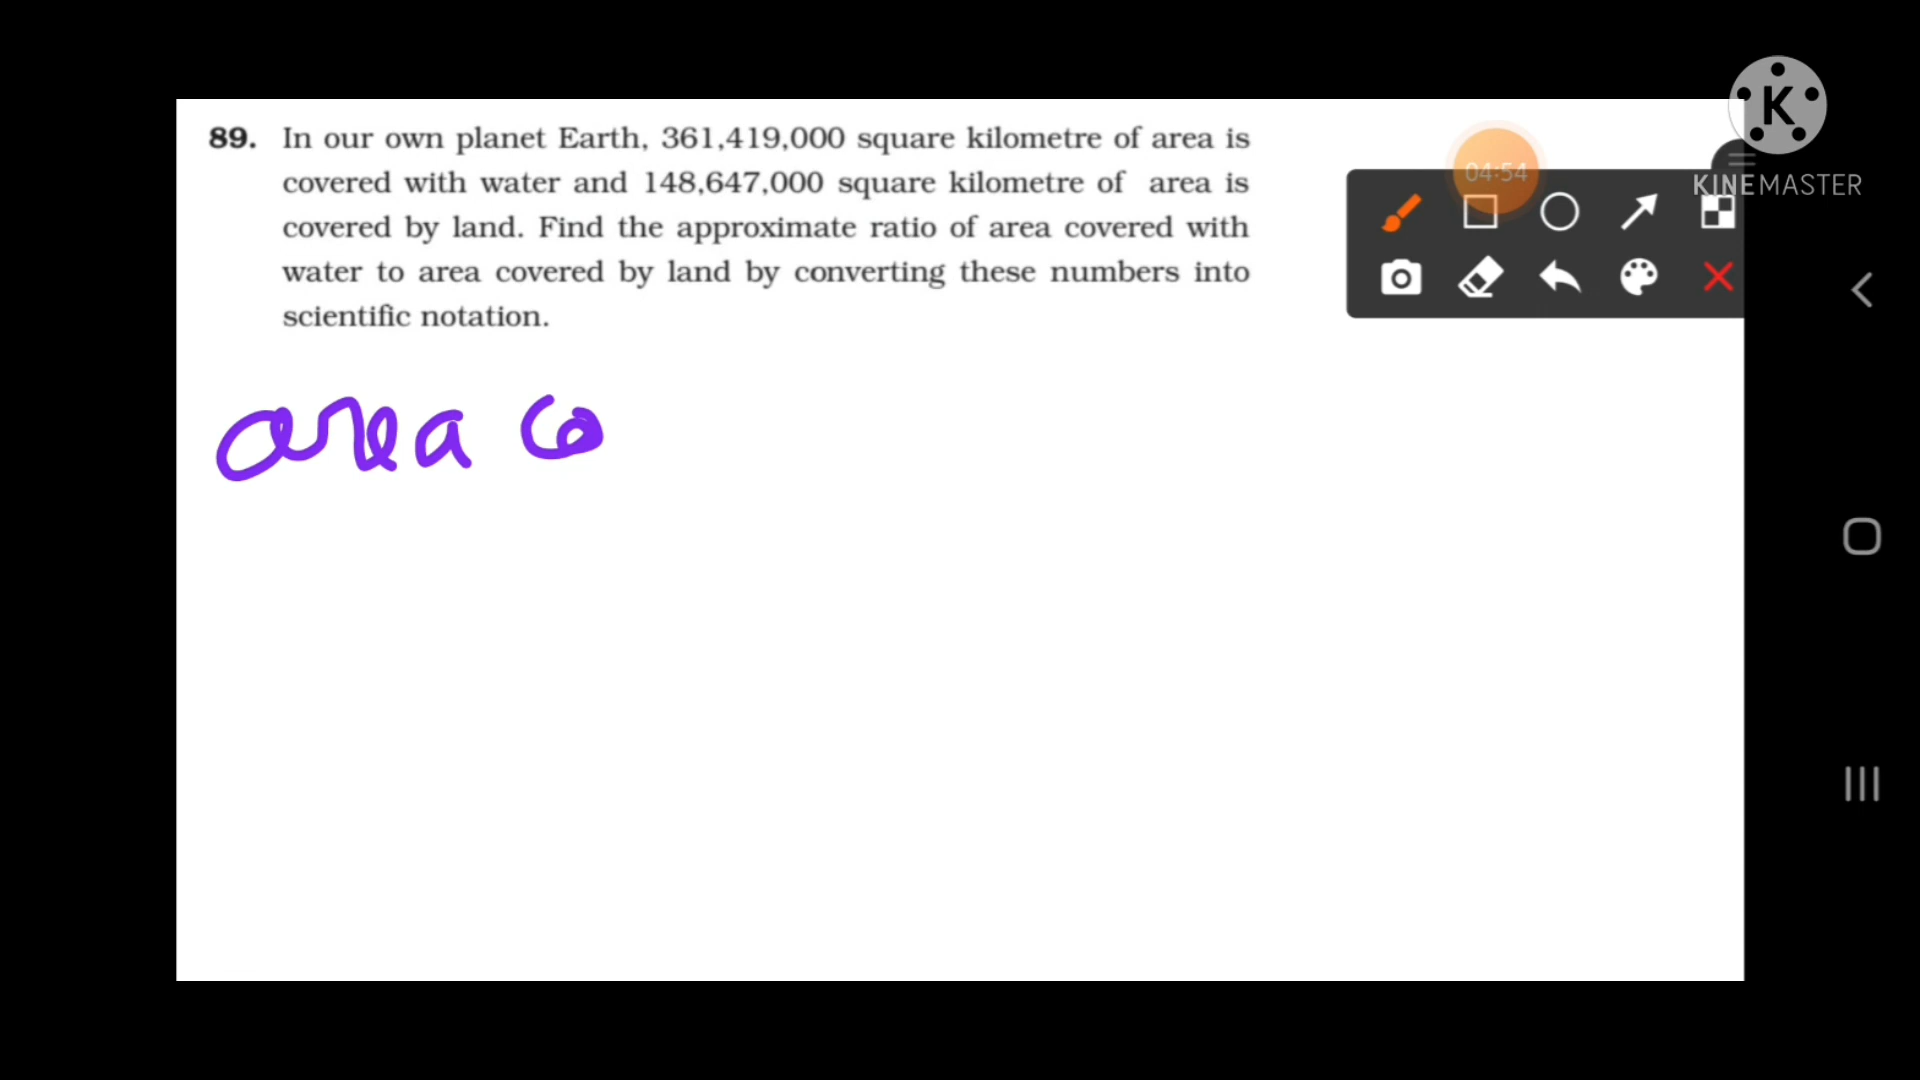 89. In our own planet Earth, 361,419,000 square kilometre of area is
covered with water and 148,647,000 square kilometre of area is
covered by land. Find the approximate ratio of area covered with
water to area covered by land by converting these numbers into
scientific notation.
04:54
K
KINEMASTER
area co